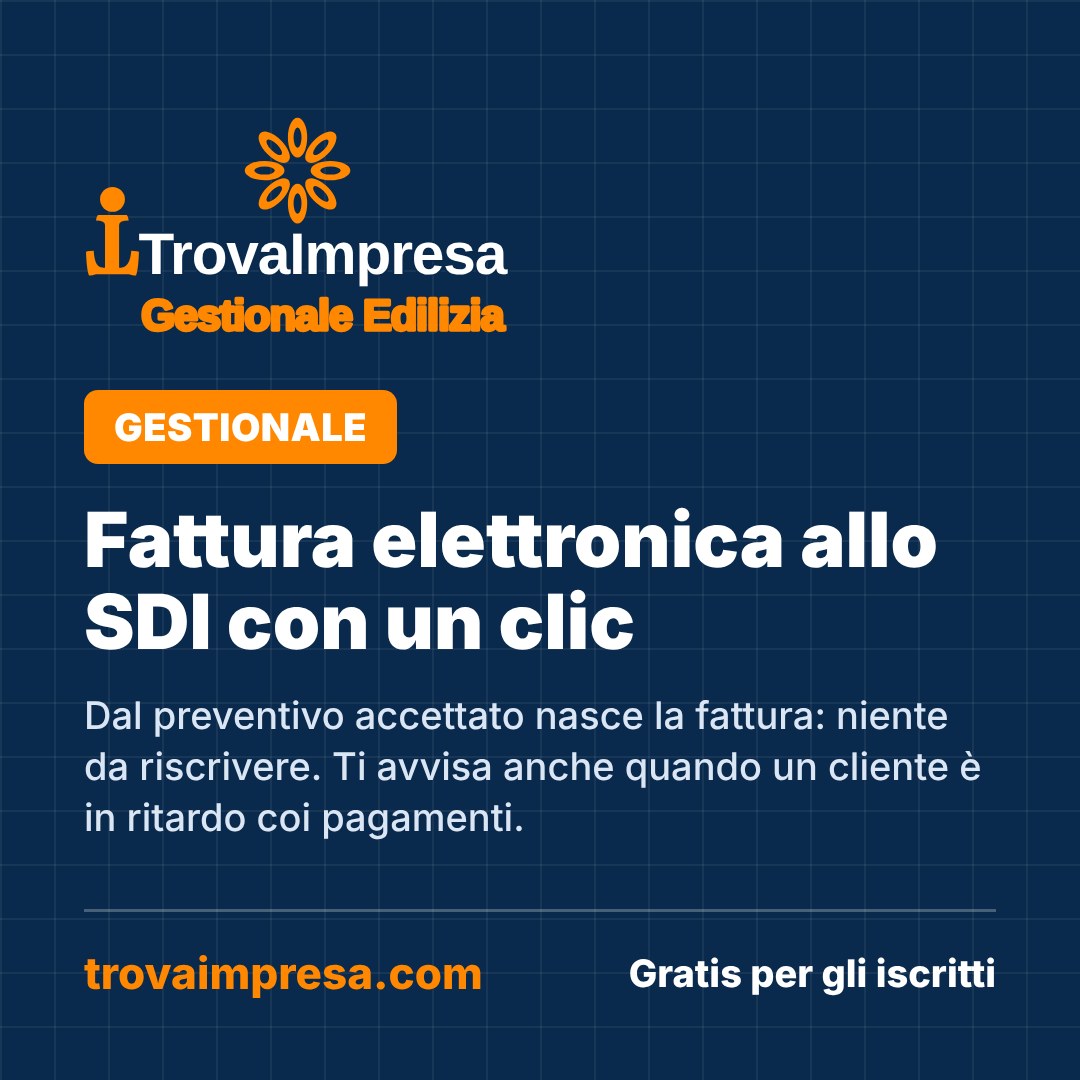 TrovaImpresa
Gestionale Edilizia
GESTIONALE
Fattura elettronica allo
SDI con un clic
Dal preventivo accettato nasce la fattura: niente
da riscrivere. Ti avvisa anche quando un cliente è
in ritardo coi pagamenti.
trovaimpresa.com
Gratis per gli iscritti